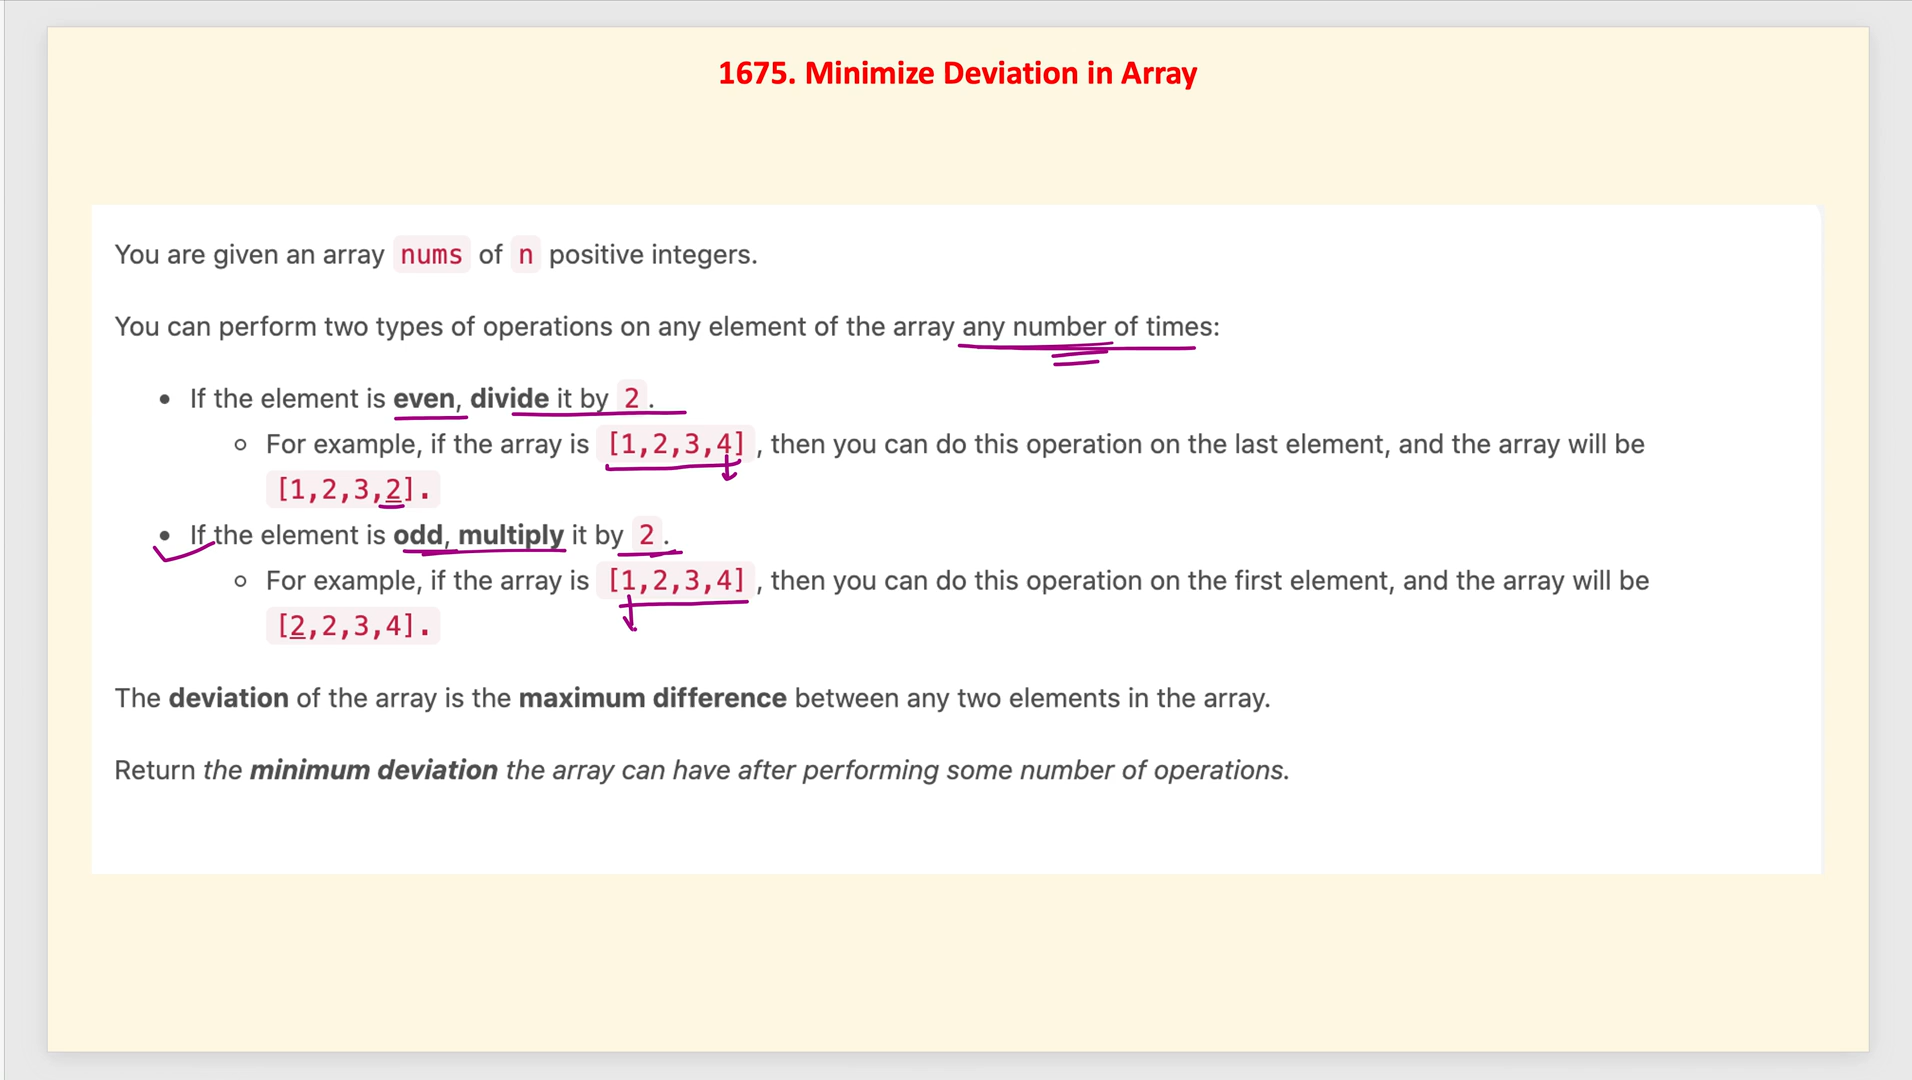 1675. Minimize Deviation in Array
You are given an array nums of n positive integers.
You can perform two types of operations on any element of the array any number of times:
• If the element is even, divide it by 2.
○ For example, if the array is [1,2,3,4], then you can do this operation on the last element, and the array will be
[1,2,3,2].
• If the element is odd, multiply it by 2.
○ For example, if the array is [1,2,3,4], then you can do this operation on the first element, and the array will be
[2,2,3,4].
The deviation of the array is the maximum difference between any two elements in the array.
Return the minimum deviation the array can have after performing some number of operations.